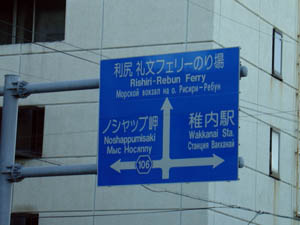 利尻 礼文フェリーのり場
Rishiri-Rebun Ferry
Морской вокзал на о. Рисири-Ребун
ノシャップ岬
Noshappumisaki
Мыс Носяппу
稚内駅
Wakkanai Sta.
Станция Вакканай
106